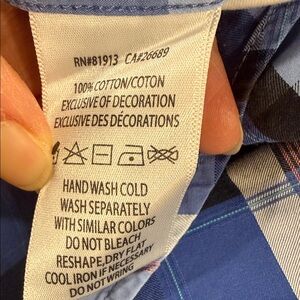 RN#81913 CA#26689
100% COTTON/COTON
EXCLUSIVE OF DECORATION
EXCLUSIVE DES DÉCORATIONS
HAND WASH COLD
WASH SEPARATELY
WITH SIMILAR COLORS
DO NOT BLEACH
RESHAPE, DRY FLAT
COOL IRON IF NECESSARY
DO NOT WRING